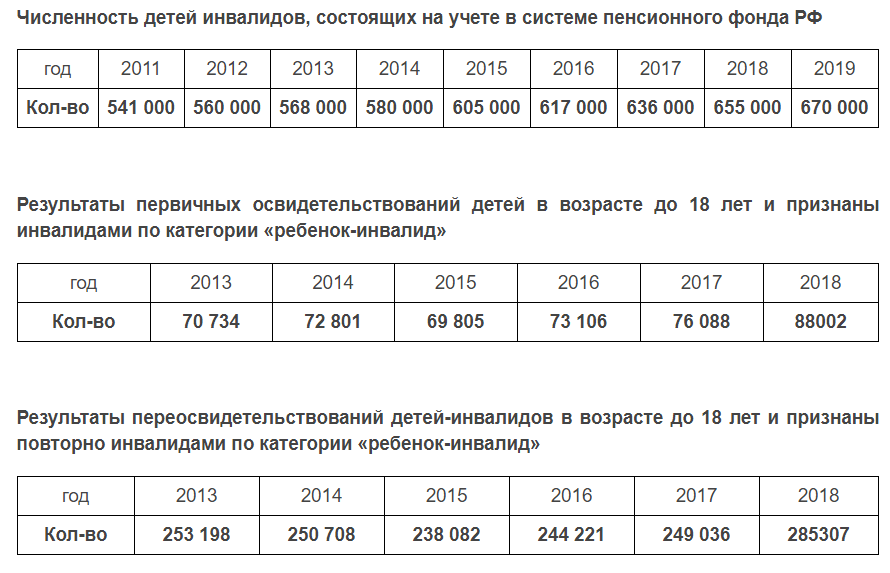 Численность детей инвалидов, состоящих на учете в системе пенсионного фонда РФ
год 2011 2012 2013 2014 2015 2016 2017 2018 2019
Кол-во 541 000 560 000 568 000 580 000 605 000 617 000 636 000 655 000 670 000
Результаты первичных освидетельствований детей в возрасте до 18 лет и признаны
инвалидами по категории «ребенок-инвалид»
год 2013 2014 2015 2016 2017 2018
Кол-во 70 734 72 801 69 805 73 106 76 088 88002
Результаты переосвидетельствований детей-инвалидов в возрасте до 18 лет и признаны
повторно инвалидами по категории «ребенок-инвалид»
год 2013 2014 2015 2016 2017 2018
Кол-во 253 198 250 708 238 082 244 221 249 036 285307